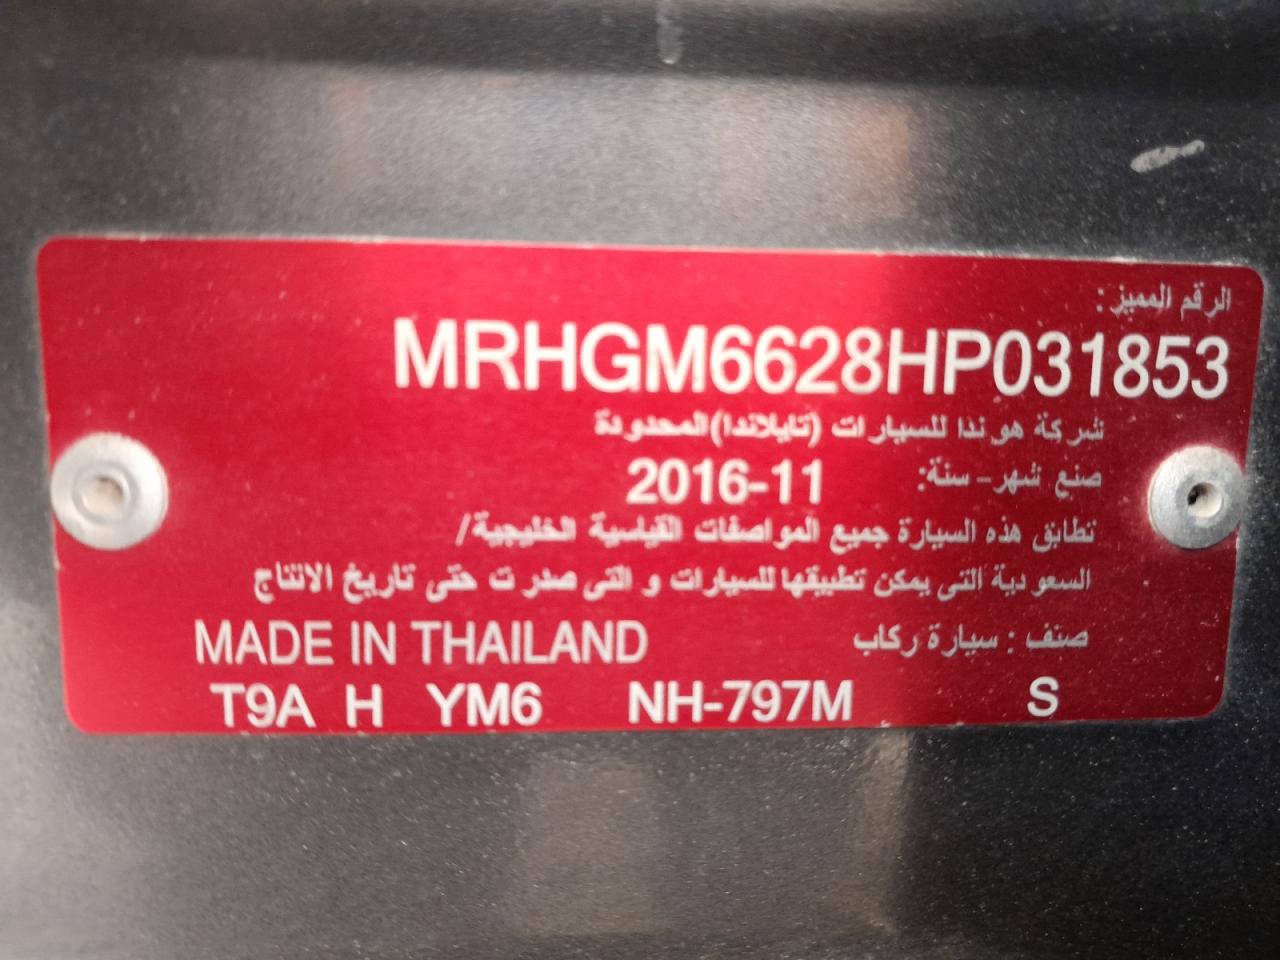 الرقم المميز:
MRHGM6628HP031853
شركة هوندا للسيارات (تايلاندا)المحدودة
صنع شهر-سنة: 2016-11
تطابق هذه السيارة جميع المواصفات القياسية الخليجية/
السعودية التي يمكن تطبيقها للسيارات و التى صدرت حتى تاريخ الانتاج
صنف : سيارة ركاب MADE IN THAILAND
T9A H YM6 NH-797M S